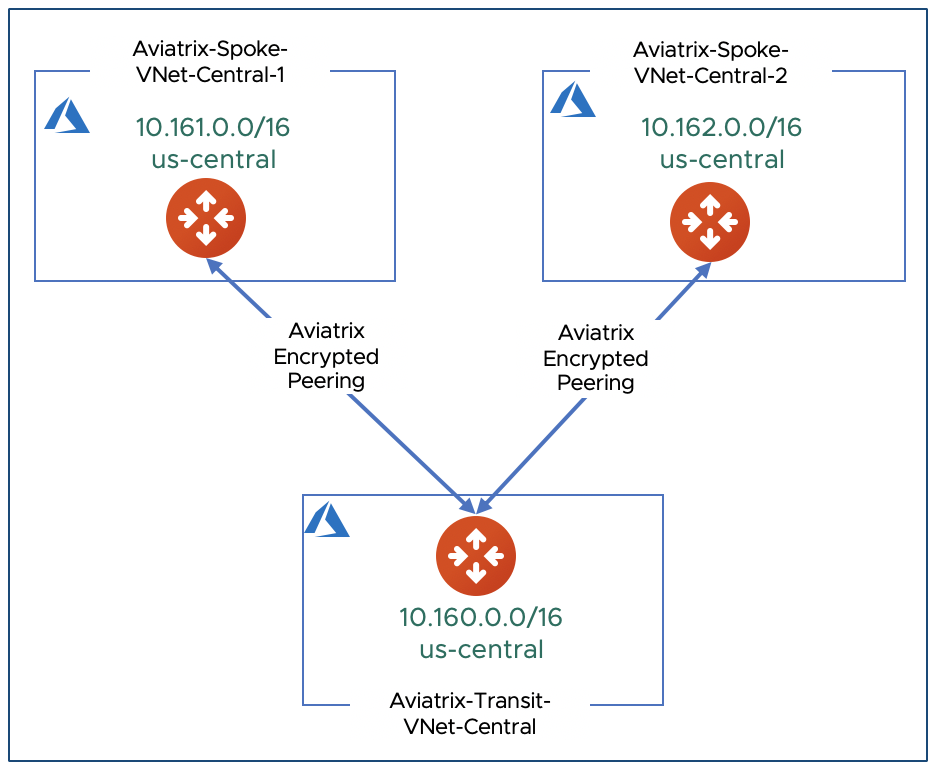 Aviatrix-Spoke-
VNet-Central-1
10.161.0.0/16
us-central
Aviatrix-Spoke-
VNet-Central-2
10.162.0.0/16
us-central
Aviatrix
Encrypted
Peering
Aviatrix
Encrypted
Peering
10.160.0.0/16
us-central
Aviatrix-Transit-
VNet-Central